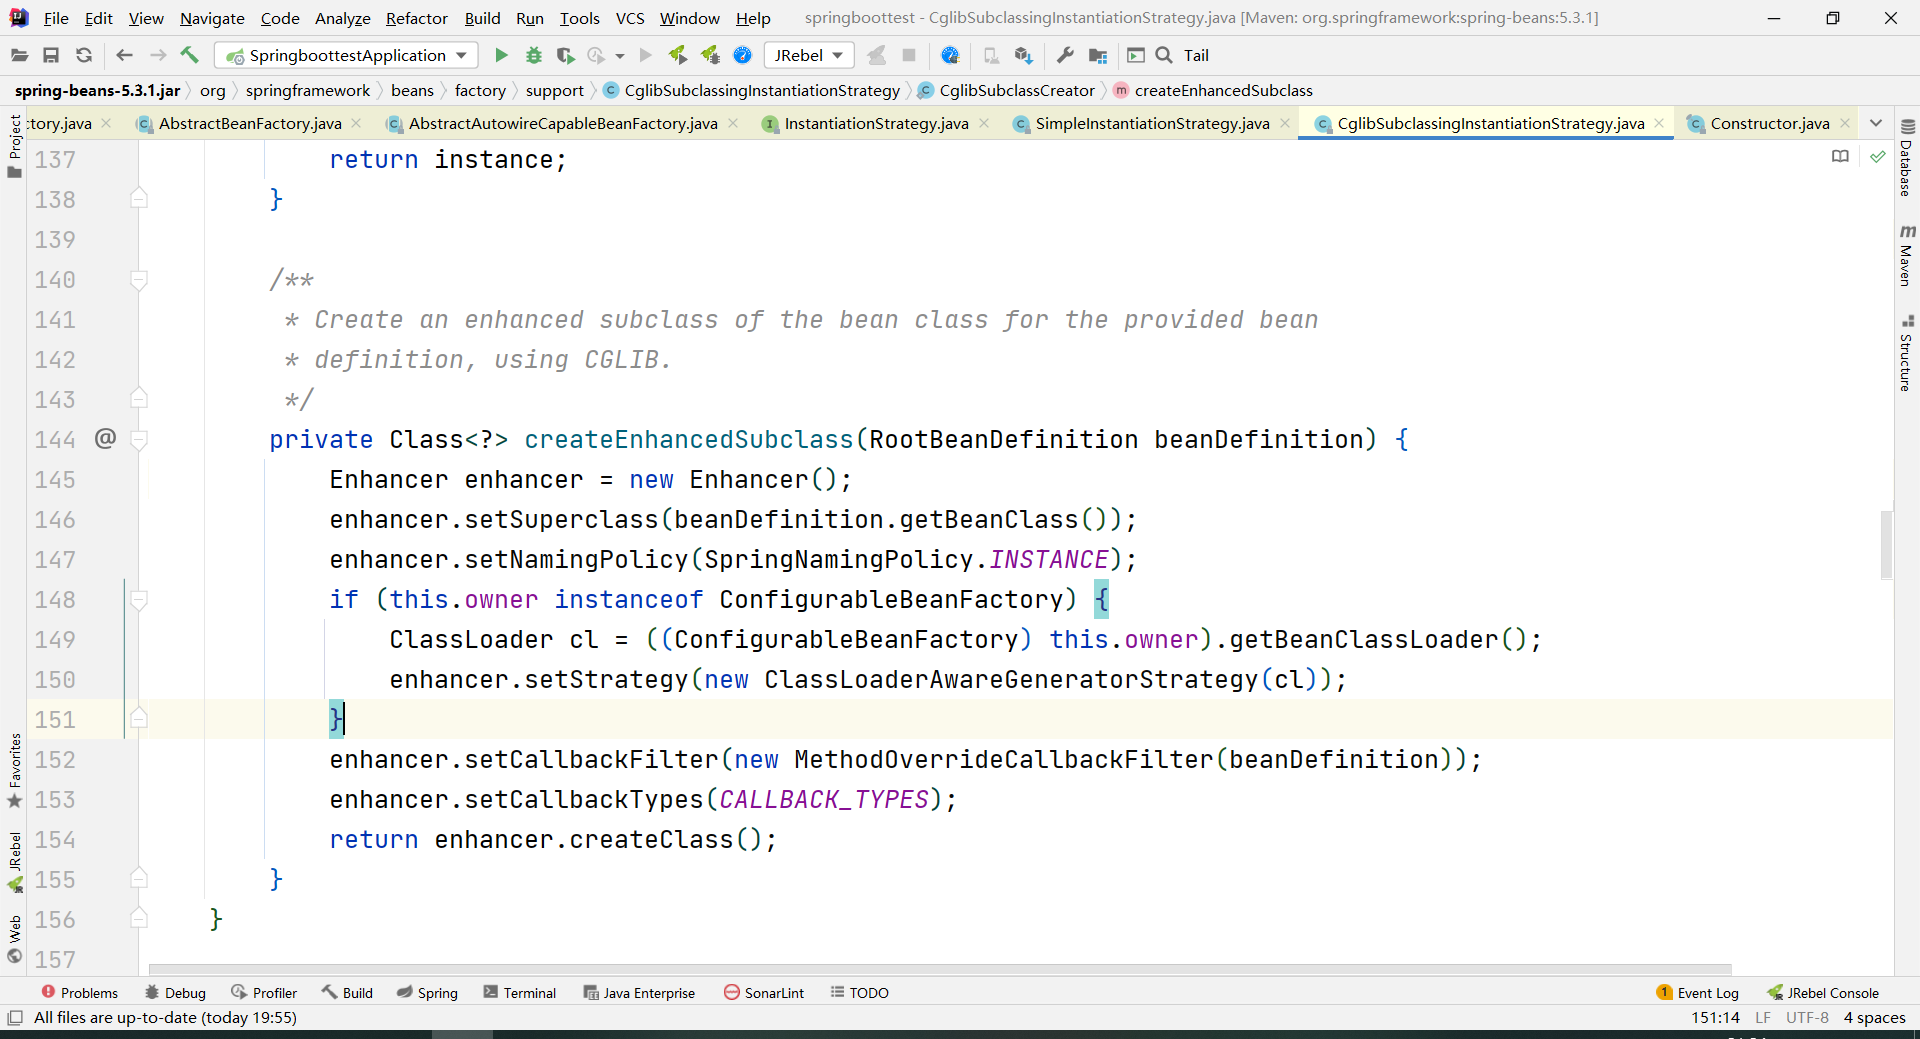 File Edit View Navigate Code Analyze Refactor Build Run Tools VCS Window Help springboottest - CglibSubclassingInstantiationStrategy.java [Maven: org.springframework:spring-beans:5.3.1]
SpringboottestApplication JRebel Tail
spring-beans-5.3.1.jar org springframework beans factory support CglibSubclassingInstantiationStrategy CglibSubclassCreator createEnhancedSubclass
ctory.java AbstractBeanFactory.java AbstractAutowireCapableBeanFactory.java InstantiationStrategy.java SimpleInstantiationStrategy.java CglibSubclassingInstantiationStrategy.java Constructor.java
Project
Favorites
JRebel
Web
137 return instance;
138 }
139
140 /**
141 * Create an enhanced subclass of the bean class for the provided bean
142 * definition, using CGLIB.
143 */
144 @ private Class<?> createEnhancedSubclass(RootBeanDefinition beanDefinition) {
145 Enhancer enhancer = new Enhancer();
146 enhancer.setSuperclass(beanDefinition.getBeanClass());
147 enhancer.setNamingPolicy(SpringNamingPolicy.INSTANCE);
148 if (this.owner instanceof ConfigurableBeanFactory) {
149 ClassLoader cl = ((ConfigurableBeanFactory) this.owner).getBeanClassLoader();
150 enhancer.setStrategy(new ClassLoaderAwareGeneratorStrategy(cl));
151 }
152 enhancer.setCallbackFilter(new MethodOverrideCallbackFilter(beanDefinition));
153 enhancer.setCallbackTypes(CALLBACK_TYPES);
154 return enhancer.createClass();
155 }
156 }
157
Database
Maven
Structure
Problems Debug Profiler Build Spring Terminal Java Enterprise SonarLint TODO 1 Event Log JRebel Console
All files are up-to-date (today 19:55) 151:14 LF UTF-8 4 spaces